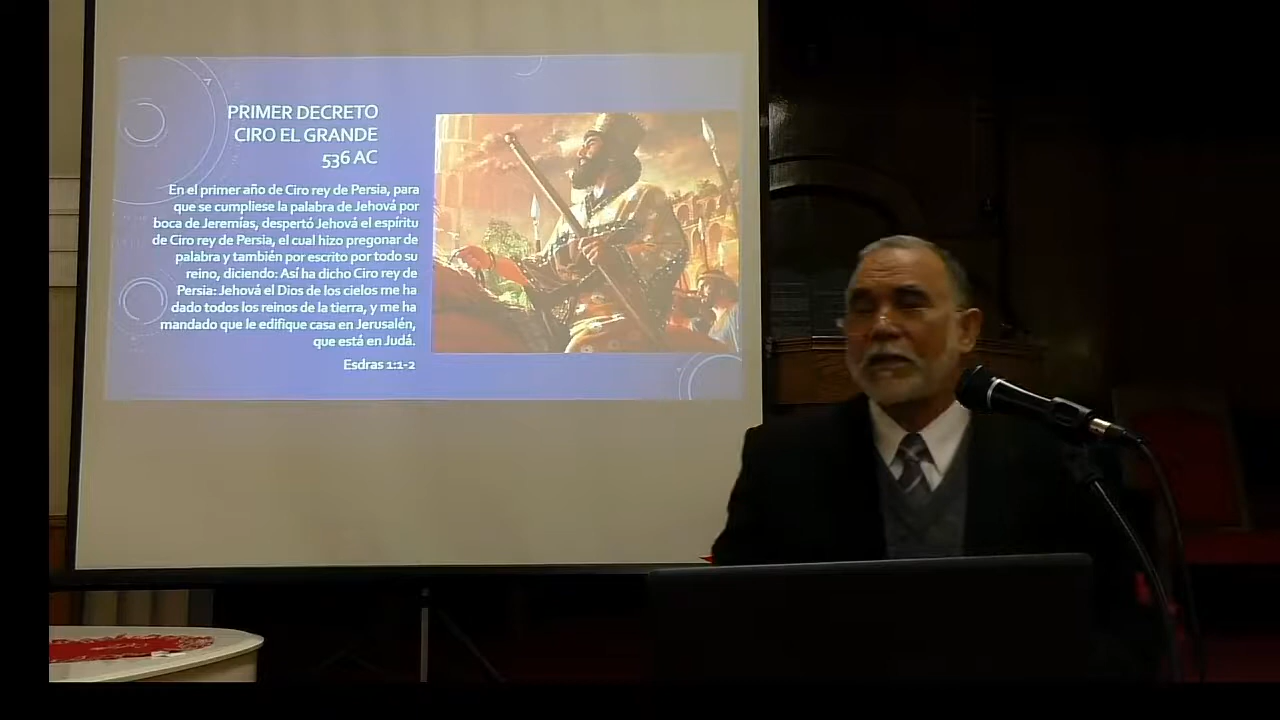 PRIMER DECRETO
CIRO EL GRANDE
536 AC
En el primer año de Ciro rey de Persia, para
que se cumpliese la palabra de Jehová por
boca de Jeremías, despertó Jehová el espíritu
de Ciro rey de Persia, el cual hizo pregonar de
palabra y también por escrito por todo su
reino, diciendo: Así ha dicho Ciro rey de
Persia: Jehová el Dios de los cielos me ha
dado todos los reinos de la tierra, y me ha
mandado que le edifique casa en Jerusalén,
que está en Judá.
Esdras 1:1-2